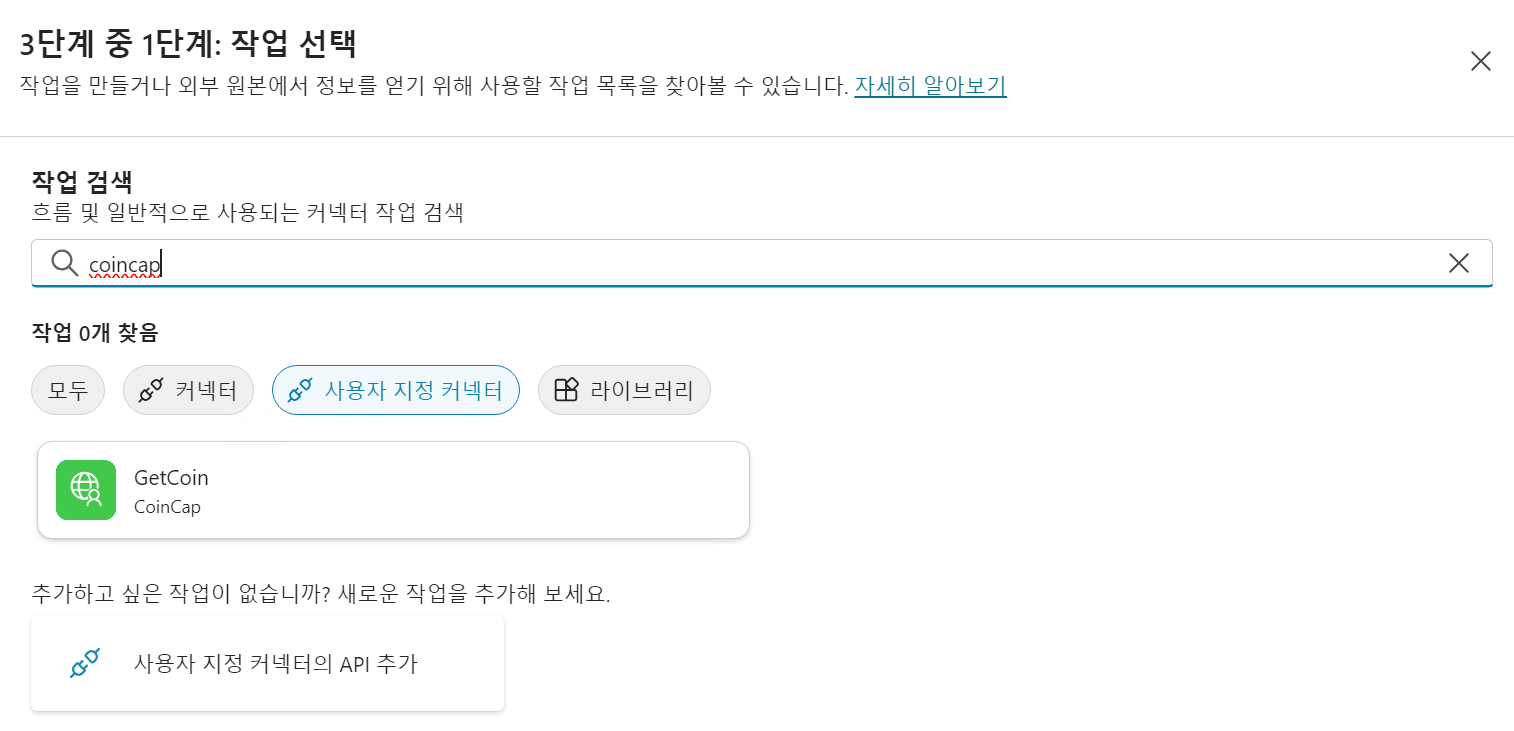 3단계 중 1단계: 작업 선택
작업을 만들거나 외부 원본에서 정보를 얻기 위해 사용할 작업 목록을 찾아볼 수 있습니다. 자세히 알아보기
작업 검색
흐름 및 일반적으로 사용되는 커넥터 작업 검색
coincap
작업 0개 찾음
모두 커넥터 사용자 지정 커넥터 라이브러리
GetCoin
CoinCap
추가하고 싶은 작업이 없습니까? 새로운 작업을 추가해 보세요.
사용자 지정 커넥터의 API 추가